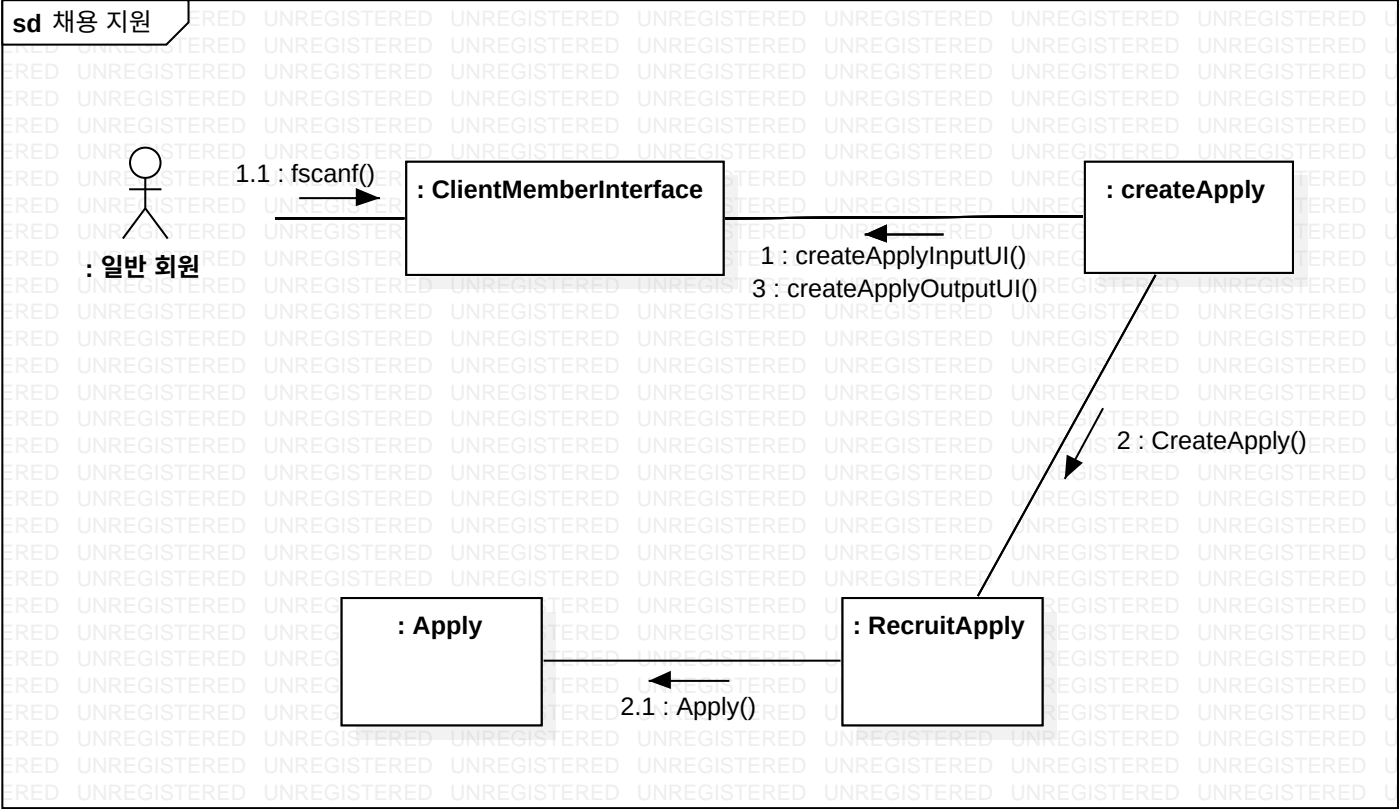 sd 채용 지원
1.1 : fscanf()
: ClientMemberInterface
: createApply
: 일반 회원
1 : createApplyInputUI()
3 : createApplyOutputUI()
2 : CreateApply()
: Apply
: RecruitApply
2.1 : Apply()
UNREGISTERED